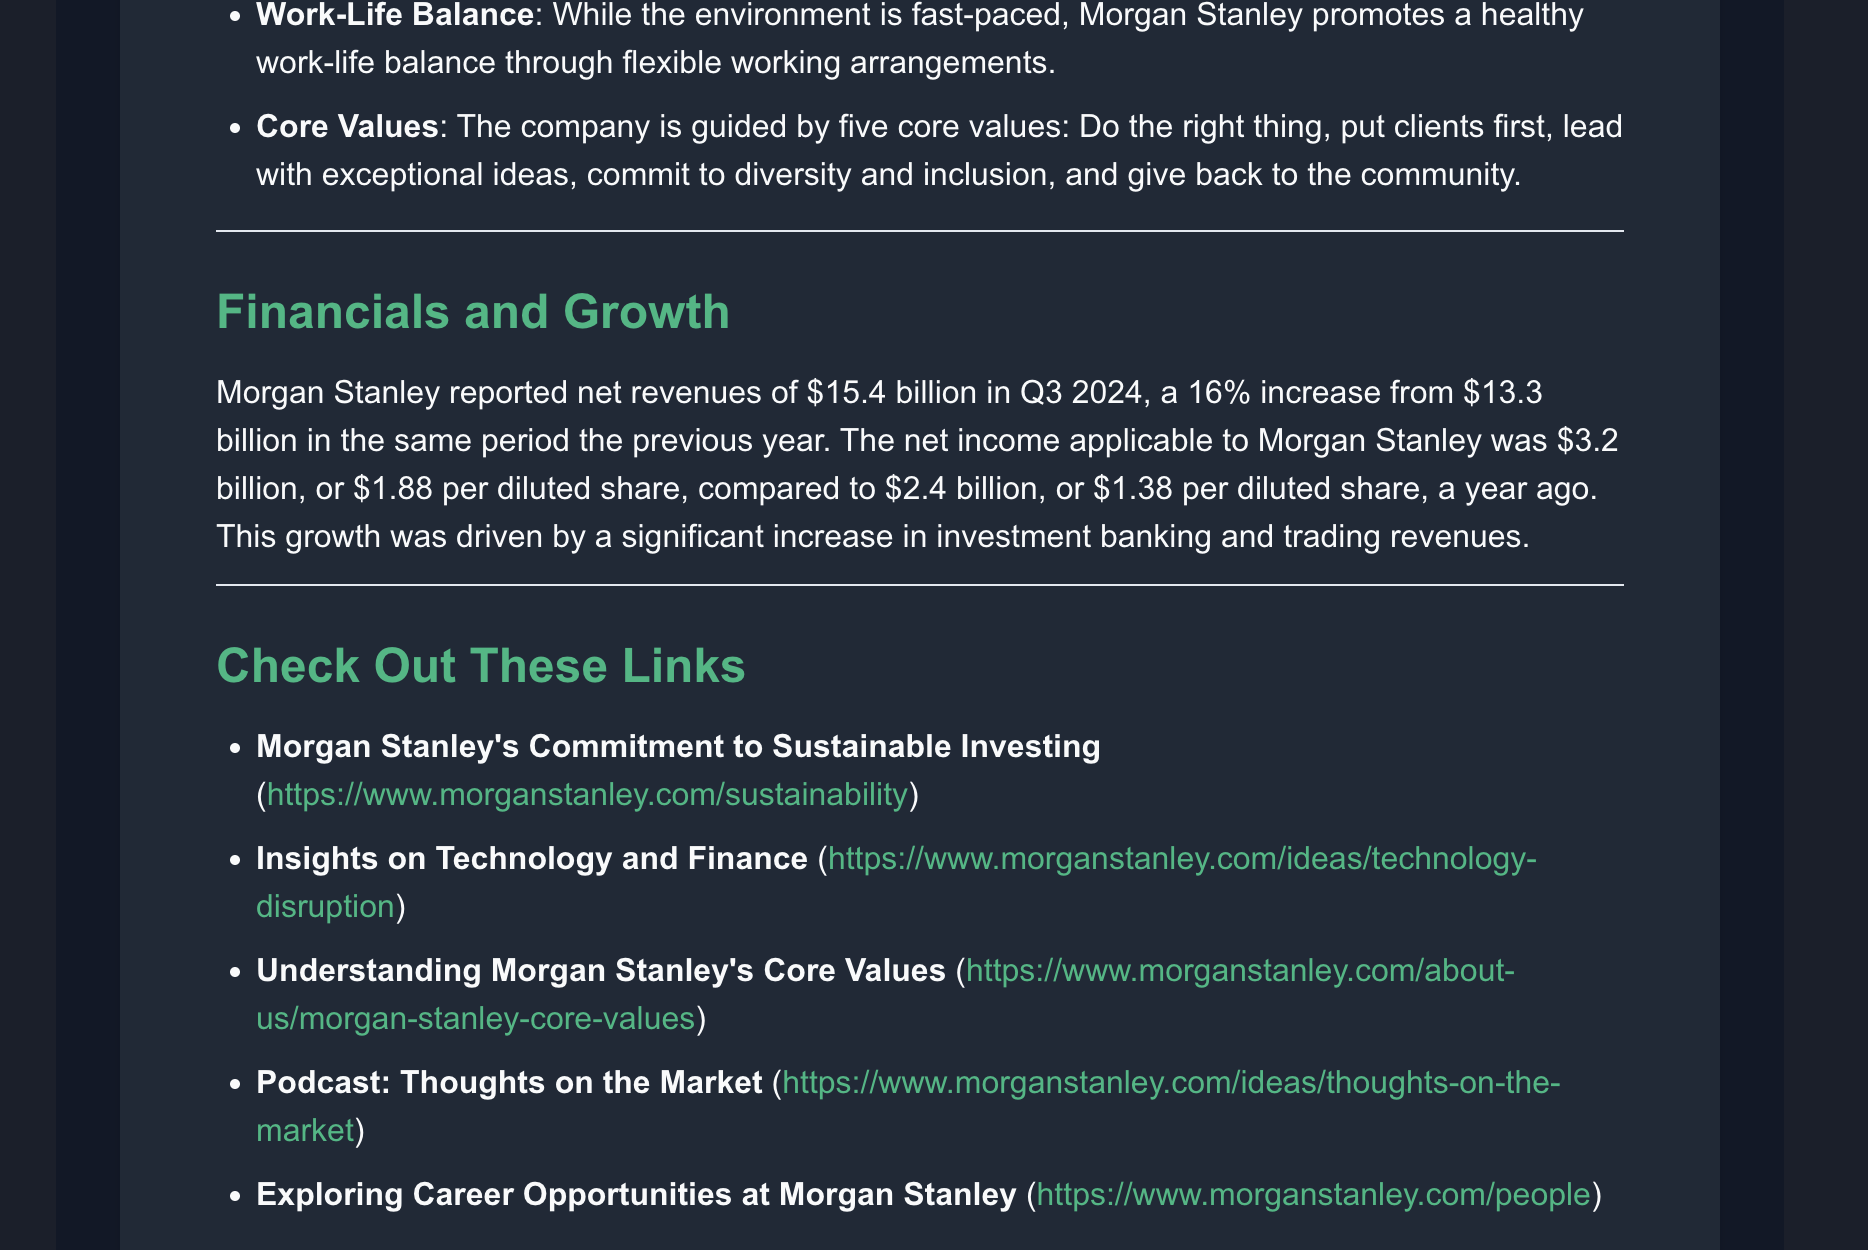 Work-Life Balance: While the environment is fast-paced, Morgan Stanley promotes a healthy
work-life balance through flexible working arrangements.
Core Values: The company is guided by five core values: Do the right thing, put clients first, lead
with exceptional ideas, commit to diversity and inclusion, and give back to the community.
Financials and Growth
Morgan Stanley reported net revenues of $15.4 billion in Q3 2024, a 16% increase from $13.3
billion in the same period the previous year. The net income applicable to Morgan Stanley was $3.2
billion, or $1.88 per diluted share, compared to $2.4 billion, or $1.38 per diluted share, a year ago.
This growth was driven by a significant increase in investment banking and trading revenues.
Check Out These Links
Morgan Stanley's Commitment to Sustainable Investing
(https://www.morganstanley.com/sustainability)
Insights on Technology and Finance (https://www.morganstanley.com/ideas/technology-
disruption)
Understanding Morgan Stanley's Core Values (https://www.morganstanley.com/about-
us/morgan-stanley-core-values)
Podcast: Thoughts on the Market (https://www.morganstanley.com/ideas/thoughts-on-the-
market)
Exploring Career Opportunities at Morgan Stanley (https://www.morganstanley.com/people)